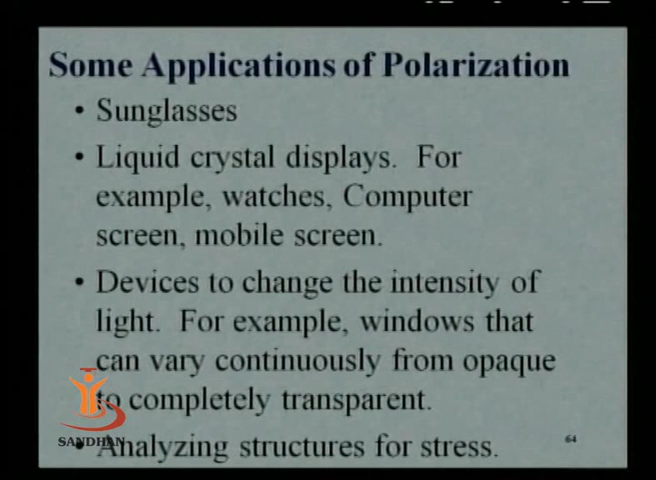 Some Applications of Polarization
• Sunglasses
• Liquid crystal displays. For
example, watches, Computer
screen, mobile screen.
• Devices to change the intensity of
light. For example, windows that
can vary continuously from opaque
to completely transparent.
• Analyzing structures for stress.
SANDHAN
64